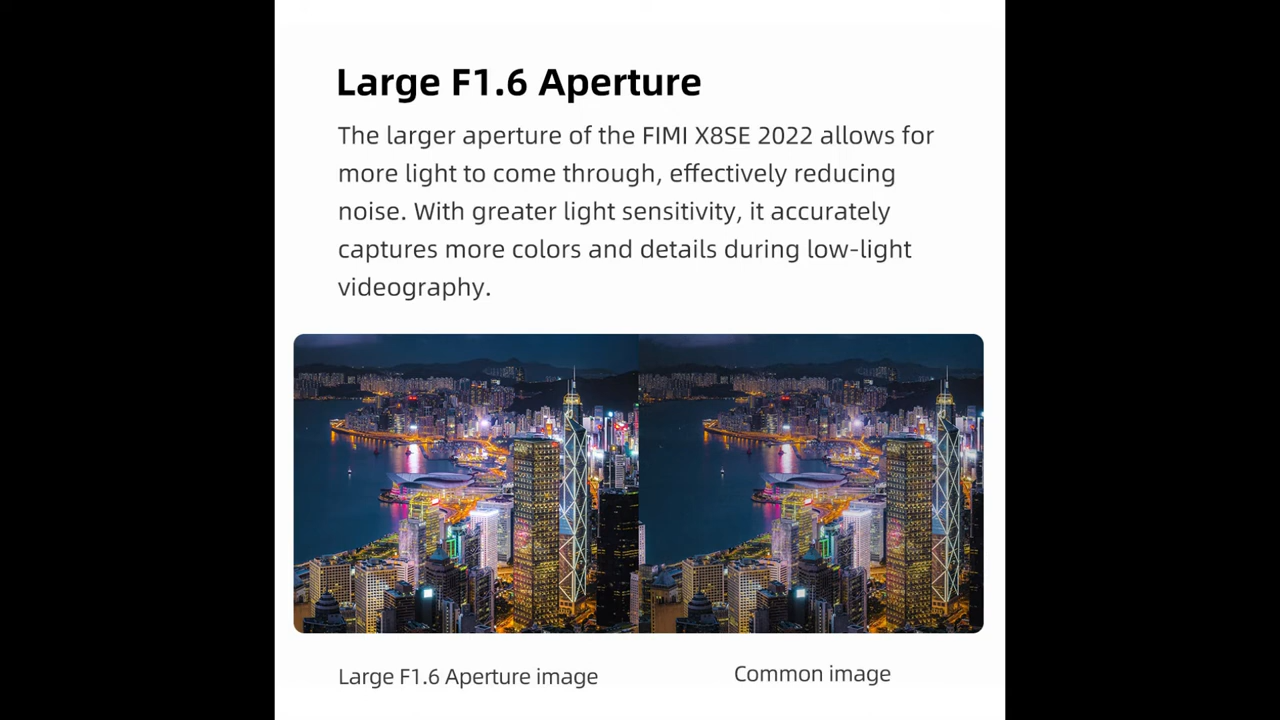 Large F1.6 Aperture
The larger aperture of the FIMI X8SE 2022 allows for
more light to come through, effectively reducing
noise. With greater light sensitivity, it accurately
captures more colors and details during low-light
videography.
Large F1.6 Aperture image
Common image